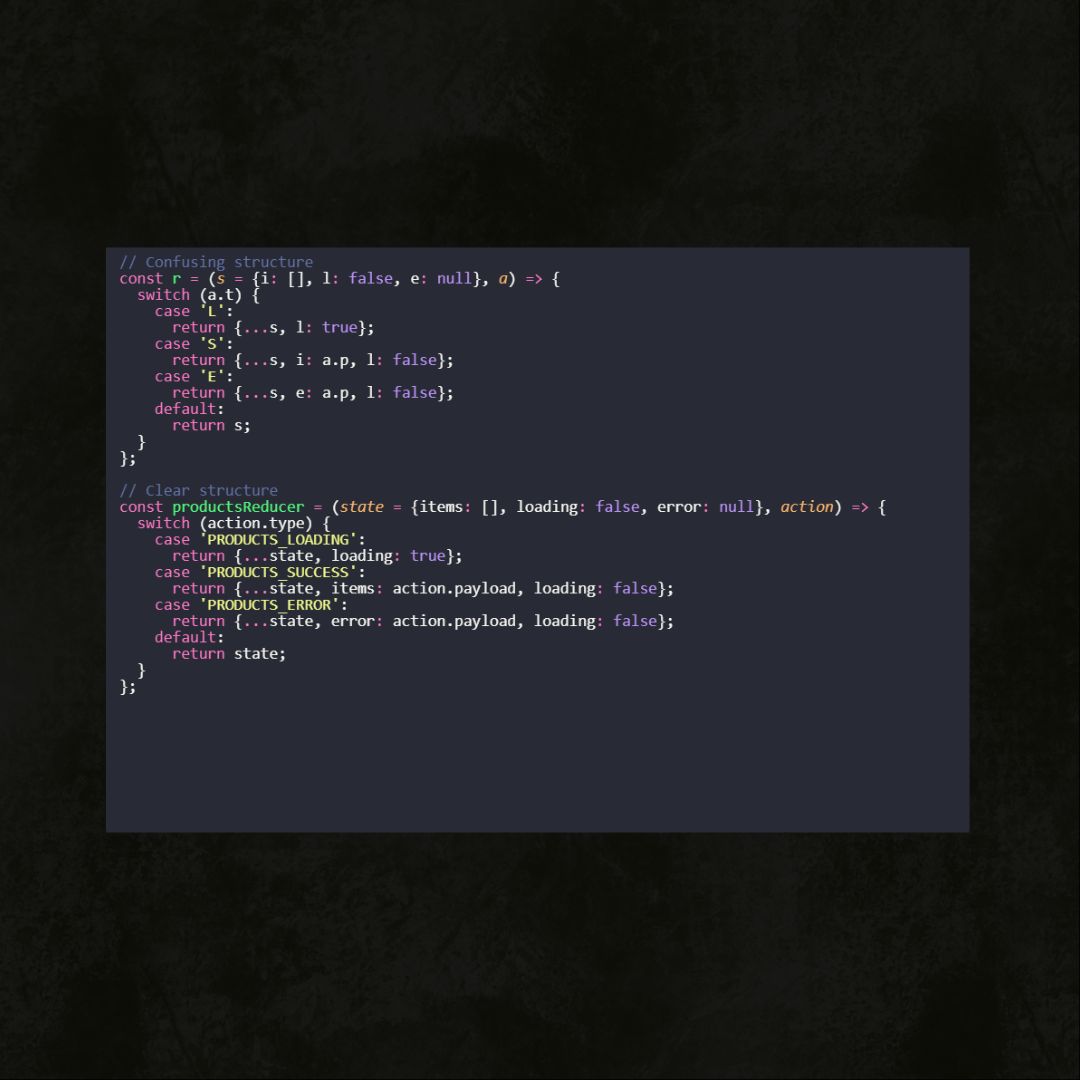 // Confusing structure
const r = (s = {i: [], l: false, e: null}, a) => {
  switch (a.t) {
    case 'L':
      return {...s, l: true};
    case 'S':
      return {...s, i: a.p, l: false};
    case 'E':
      return {...s, e: a.p, l: false};
    default:
      return s;
  }
};

// Clear structure
const productsReducer = (state = {items: [], loading: false, error: null}, action) => {
  switch (action.type) {
    case 'PRODUCTS_LOADING':
      return {...state, loading: true};
    case 'PRODUCTS_SUCCESS':
      return {...state, items: action.payload, loading: false};
    case 'PRODUCTS_ERROR':
      return {...state, error: action.payload, loading: false};
    default:
      return state;
  }
};